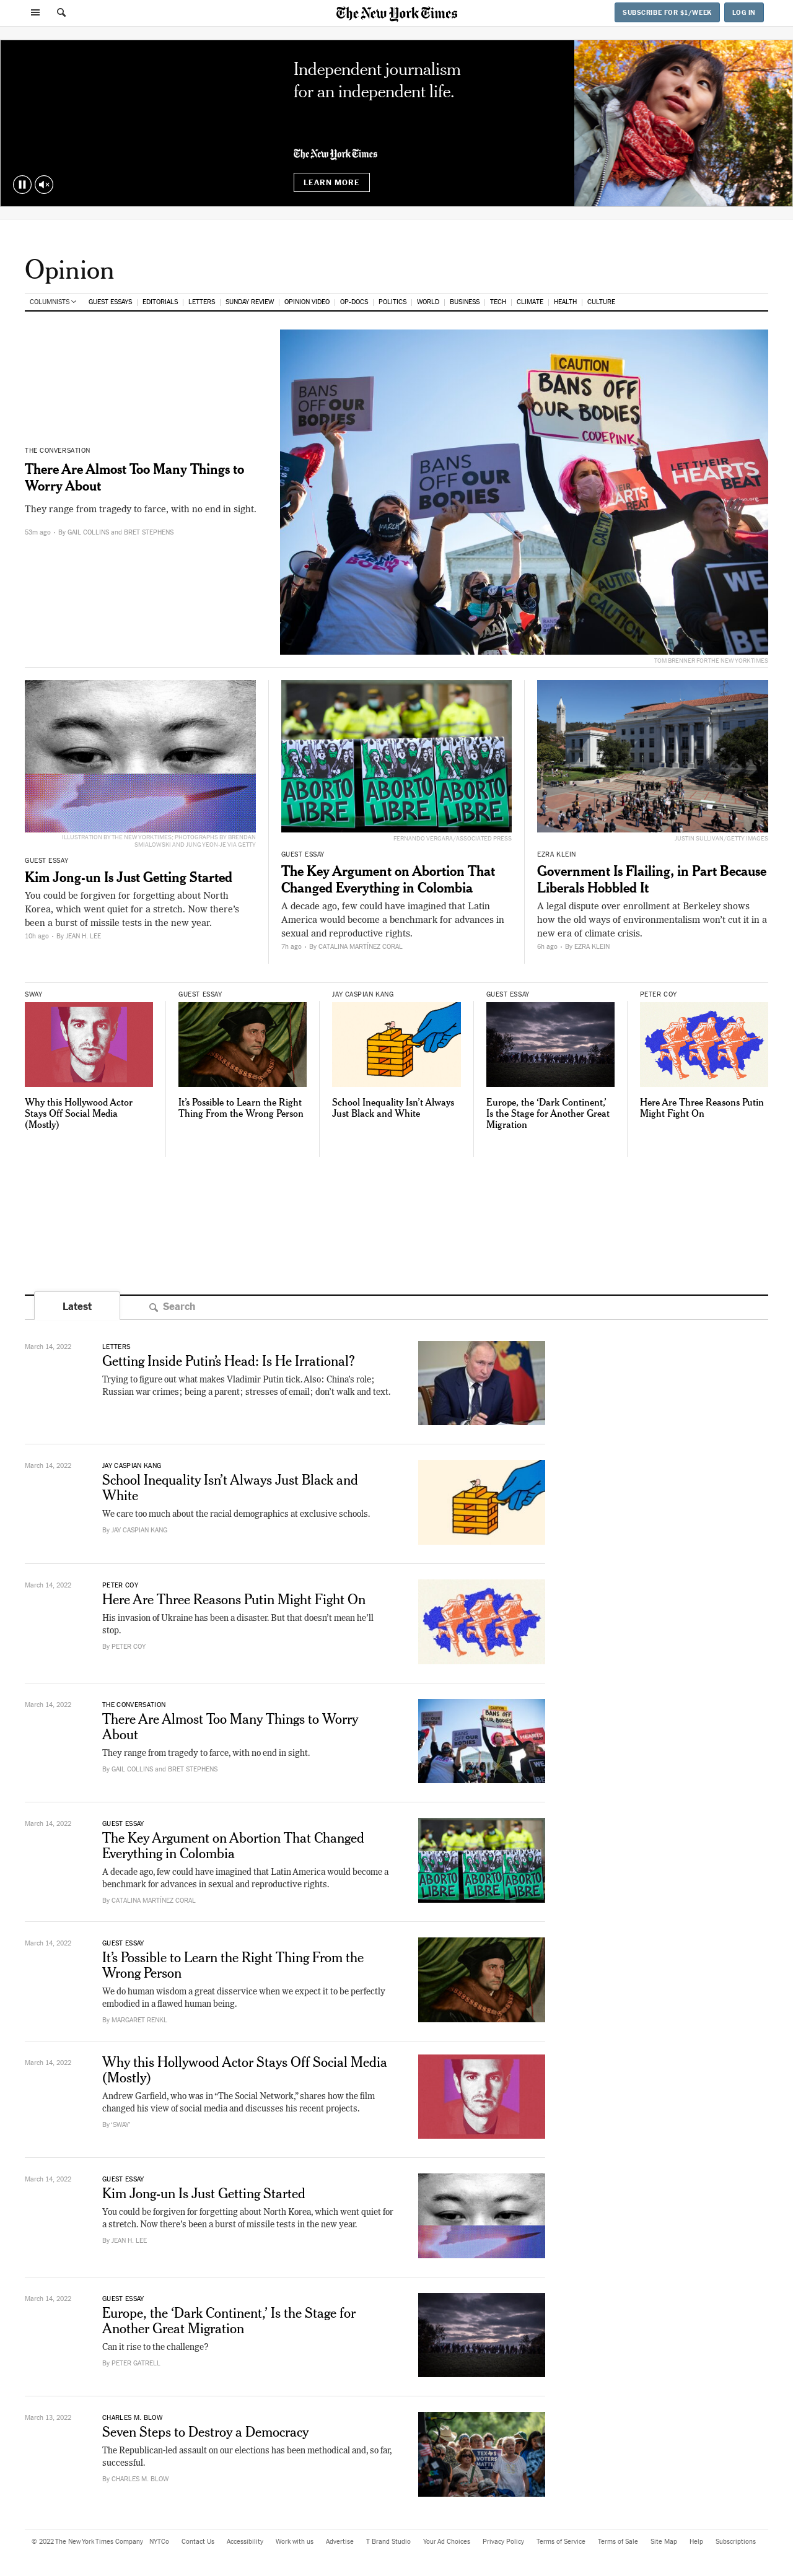 The New York Times
SUBSCRIBE FOR $1/WEEK
LOG IN
Independent journalism
for an independent life.
The New York Times
LEARN MORE
Opinion
COLUMNISTS
GUEST ESSAYS | EDITORIALS | LETTERS | SUNDAY REVIEW | OPINION VIDEO | OP-DOCS | POLITICS | WORLD | BUSINESS | TECH | CLIMATE | HEALTH | CULTURE
THE CONVERSATION
There Are Almost Too Many Things to
Worry About
They range from tragedy to farce, with no end in sight.
53m ago • By GAIL COLLINS and BRET STEPHENS
BANS
OFF OUR
BODIES
BANS
OFF OUR
BODIES
CAUTION
BANS OFF
OUR BODIES
CODEPINK
LET THEIR
HEARTS
BEAT
HEARTS
BEAT
WE
BE
I MARCH
TOM BRENNER FOR THE NEW YORK TIMES
ILLUSTRATION BY THE NEW YORK TIMES; PHOTOGRAPHS BY BRENDAN
SMIALOWSKI AND JUNG YEON-JE VIA GETTY
GUEST ESSAY
Kim Jong-un Is Just Getting Started
You could be forgiven for forgetting about North
Korea, which went quiet for a stretch. Now there's
been a burst of missile tests in the new year.
10h ago • By JEAN H. LEE
ABORTO
LIBRE
ABORTO
LIBRE
ABORTO
LIBRE
FERNANDO VERGARA/ASSOCIATED PRESS
GUEST ESSAY
The Key Argument on Abortion That
Changed Everything in Colombia
A decade ago, few could have imagined that Latin
America would become a benchmark for advances in
sexual and reproductive rights.
7h ago • By CATALINA MARTÍNEZ CORAL
JUSTIN SULLIVAN/GETTY IMAGES
EZRA KLEIN
Government Is Flailing, in Part Because
Liberals Hobbled It
A legal dispute over enrollment at Berkeley shows
how the old ways of environmentalism won't cut it in a
new era of climate crisis.
6h ago • By EZRA KLEIN
SWAY
Why this Hollywood Actor
Stays Off Social Media
(Mostly)
GUEST ESSAY
It's Possible to Learn the Right
Thing From the Wrong Person
JAY CASPIAN KANG
School Inequality Isn't Always
Just Black and White
GUEST ESSAY
Europe, the 'Dark Continent,'
Is the Stage for Another Great
Migration
PETER COY
Here Are Three Reasons Putin
Might Fight On
Latest
Search
March 14, 2022
LETTERS
Getting Inside Putin's Head: Is He Irrational?
Trying to figure out what makes Vladimir Putin tick. Also: China's role;
Russian war crimes; being a parent; stresses of email; don't walk and text.
March 14, 2022
JAY CASPIAN KANG
School Inequality Isn't Always Just Black and
White
We care too much about the racial demographics at exclusive schools.
By JAY CASPIAN KANG
March 14, 2022
PETER COY
Here Are Three Reasons Putin Might Fight On
His invasion of Ukraine has been a disaster. But that doesn't mean he'll
stop.
By PETER COY
March 14, 2022
THE CONVERSATION
There Are Almost Too Many Things to Worry
About
They range from tragedy to farce, with no end in sight.
By GAIL COLLINS and BRET STEPHENS
BANS OFF
OUR BODIES
March 14, 2022
GUEST ESSAY
The Key Argument on Abortion That Changed
Everything in Colombia
A decade ago, few could have imagined that Latin America would become a
benchmark for advances in sexual and reproductive rights.
By CATALINA MARTÍNEZ CORAL
ABORTO
LIBRE
ABORTO
LIBRE
ABORTO
LIBRE
March 14, 2022
GUEST ESSAY
It's Possible to Learn the Right Thing From the
Wrong Person
We do human wisdom a great disservice when we expect it to be perfectly
embodied in a flawed human being.
By MARGARET RENKL
March 14, 2022
Why this Hollywood Actor Stays Off Social Media
(Mostly)
Andrew Garfield, who was in “The Social Network,” shares how the film
changed his view of social media and discusses his recent projects.
By 'SWAY'
March 14, 2022
GUEST ESSAY
Kim Jong-un Is Just Getting Started
You could be forgiven for forgetting about North Korea, which went quiet for
a stretch. Now there's been a burst of missile tests in the new year.
By JEAN H. LEE
March 14, 2022
GUEST ESSAY
Europe, the 'Dark Continent,' Is the Stage for
Another Great Migration
Can it rise to the challenge?
By PETER GATRELL
March 13, 2022
CHARLES M. BLOW
Seven Steps to Destroy a Democracy
The Republican-led assault on our elections has been methodical and, so far,
successful.
By CHARLES M. BLOW
TEXAS
VOTERS
MATTER
© 2022 The New York Times Company NYTCo Contact Us Accessibility Work with us Advertise T Brand Studio Your Ad Choices Privacy Policy Terms of Service Terms of Sale Site Map Help Subscriptions